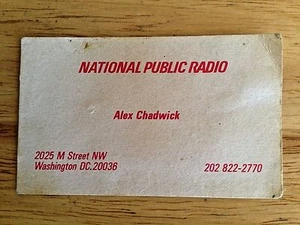 NATIONAL PUBLIC RADIO
Alex Chadwick
2025 M Street NW
Washington DC.20036
202 822-2770